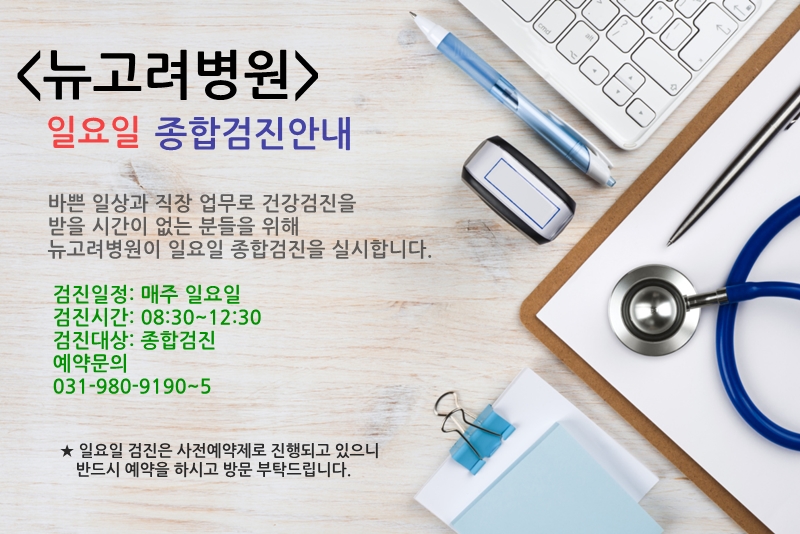 <뉴고려병원>
일요일 종합검진안내
바쁜 일상과 직장 업무로 건강검진을
받을 시간이 없는 분들을 위해
뉴고려병원이 일요일 종합검진을 실시합니다.
검진일정: 매주 일요일
검진시간: 08:30~12:30
검진대상: 종합검진
예약문의
031-980-9190~5
★ 일요일 검진은 사전예약제로 진행되고 있으니
반드시 예약을 하시고 방문 부탁드립니다.